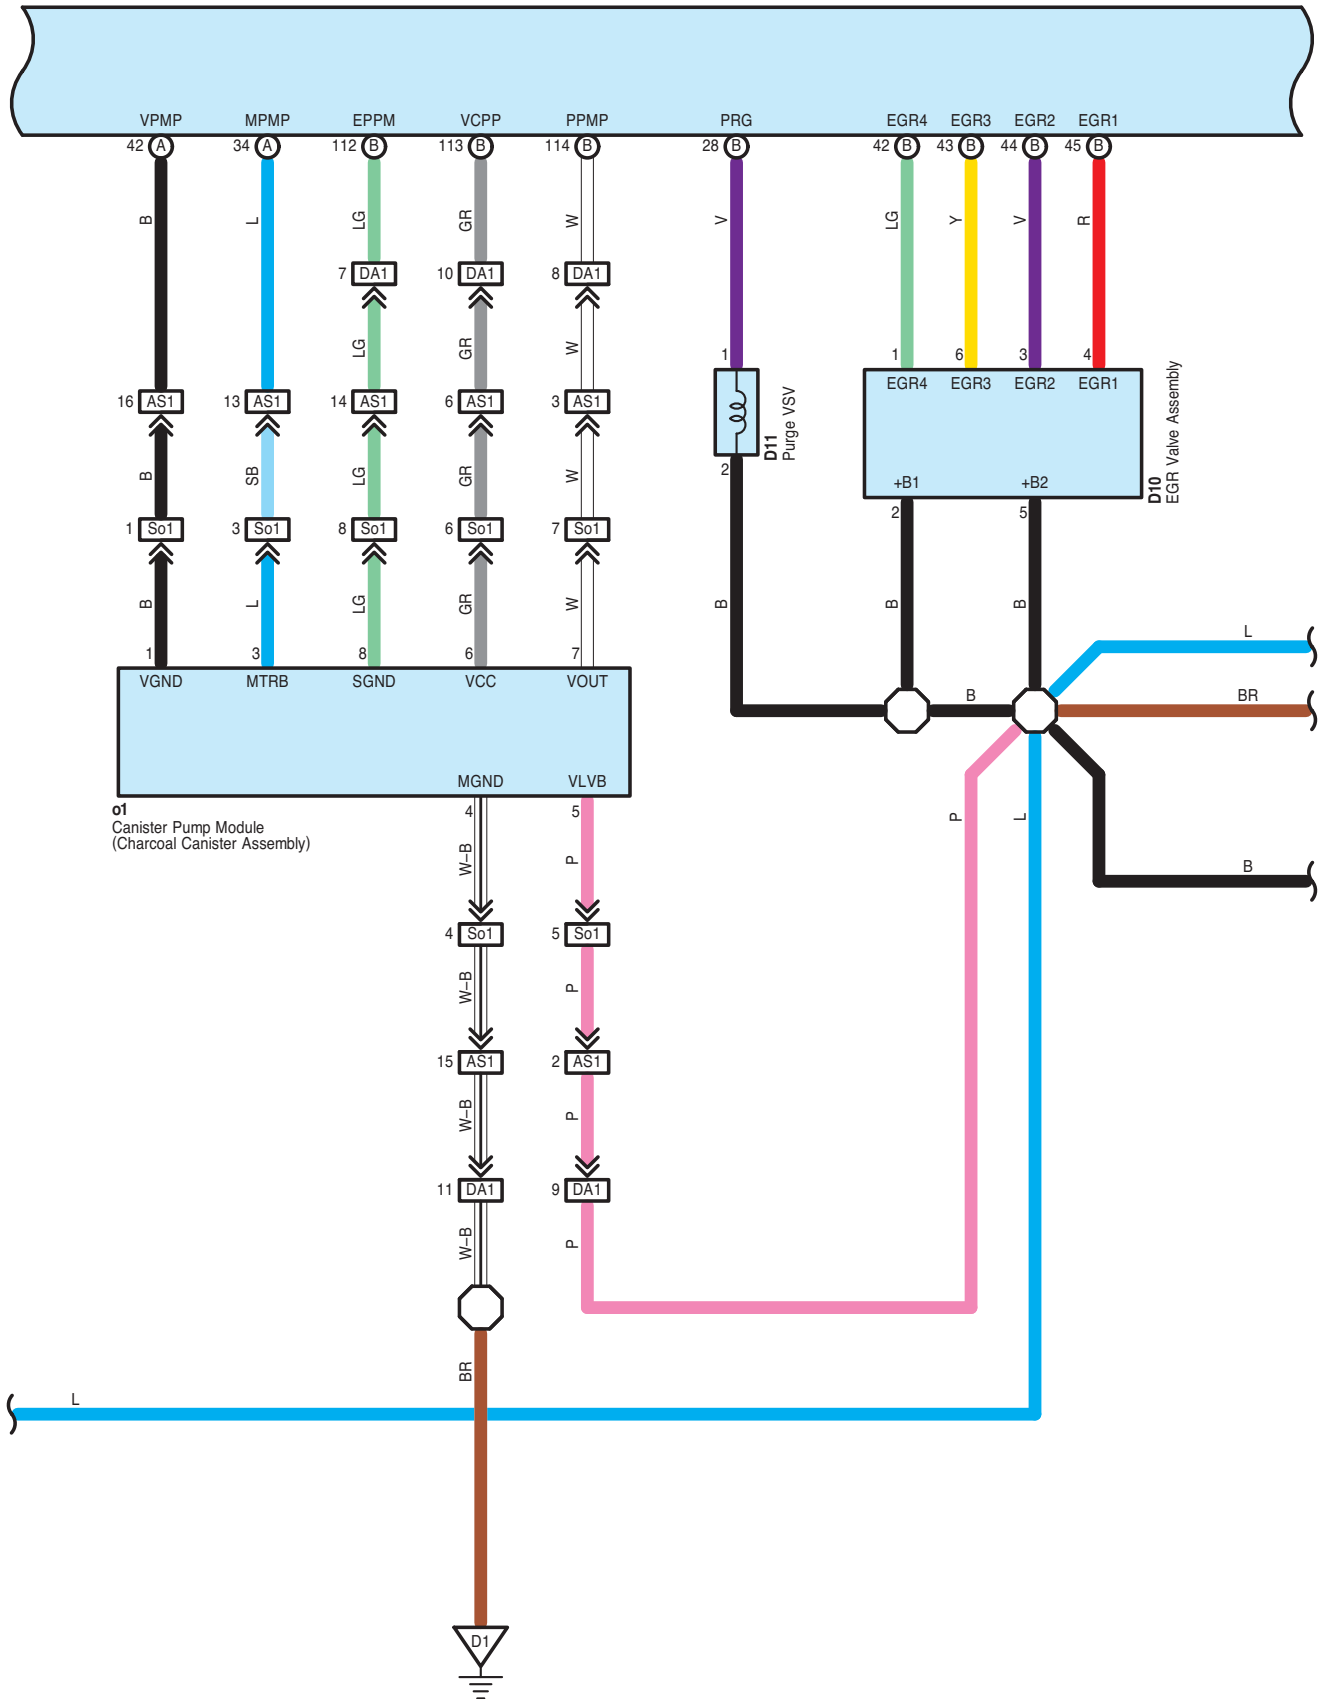 VPMP MPMP EPPM VCPP PPMP PRG EGR4 EGR3 EGR2 EGR1
42 A 34 A 112 B 113 B 114 B 28 B 42 B 43 B 44 B 45 B
B L LG GR W V LG Y V R
7 DA1 10 DA1 8 DA1
LG GR W
1 1 6 3 4
EGR4 EGR3 EGR2 EGR1
16 AS1 13 AS1 14 AS1 6 AS1 3 AS1
D11
Purge VSV
B SB LG GR W
2
+B1 +B2
D10
EGR Valve Assembly
2 5
1 So1 3 So1 8 So1 6 So1 7 So1
B L LG GR W B B B
L
1 3 8 6 7
VGND MTRB SGND VCC VOUT
B BR
MGND VLVB
o1
Canister Pump Module
(Charcoal Canister Assembly)
4 5
P L
W-B P
B
4 So1 5 So1
W-B P
15 AS1 2 AS1
W-B P
11 DA1 9 DA1
W-B P
BR
L
D1